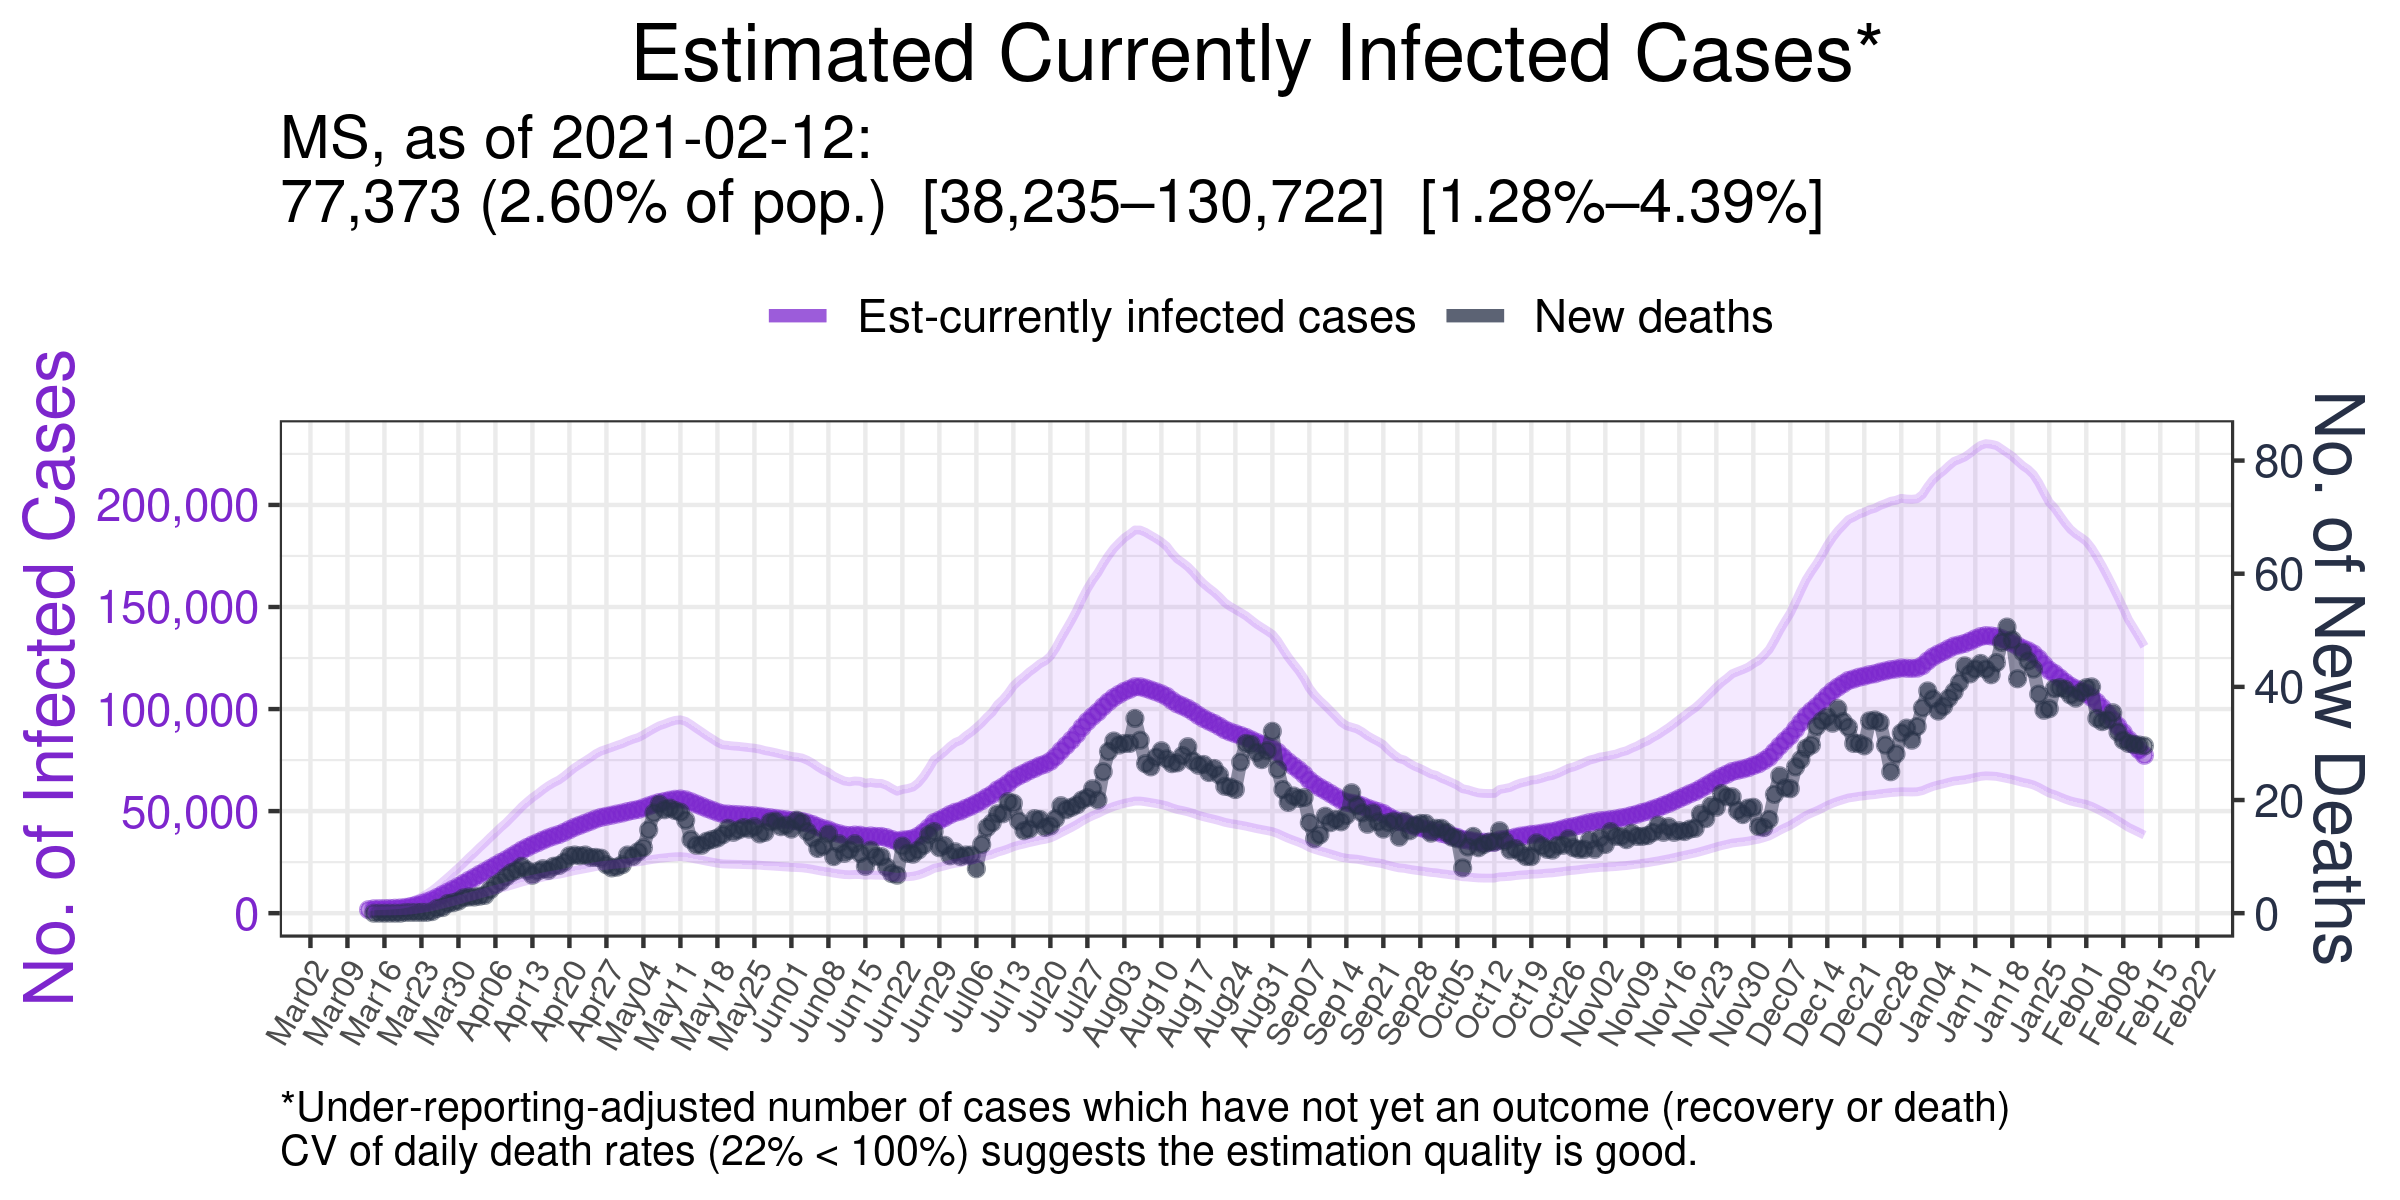 Estimated Currently Infected Cases*
MS, as of 2021-02-12:
77,373 (2.60% of pop.)  [38,235–130,722]  [1.28%–4.39%]
Est-currently infected cases
New deaths
No. of Infected Cases
200,000
150,000
100,000
50,000
0
80
60
40
20
0
No. of New Deaths
Mar02
Mar09
Mar16
Mar23
Mar30
Apr06
Apr13
Apr20
Apr27
May04
May11
May18
May25
Jun01
Jun08
Jun15
Jun22
Jun29
Jul06
Jul13
Jul20
Jul27
Aug03
Aug10
Aug17
Aug24
Aug31
Sep07
Sep14
Sep21
Sep28
Oct05
Oct12
Oct19
Oct26
Nov02
Nov09
Nov16
Nov23
Nov30
Dec07
Dec14
Dec21
Dec28
Jan04
Jan11
Jan18
Jan25
Feb01
Feb08
Feb15
Feb22
*Under-reporting-adjusted number of cases which have not yet an outcome (recovery or death)
CV of daily death rates (22% < 100%) suggests the estimation quality is good.